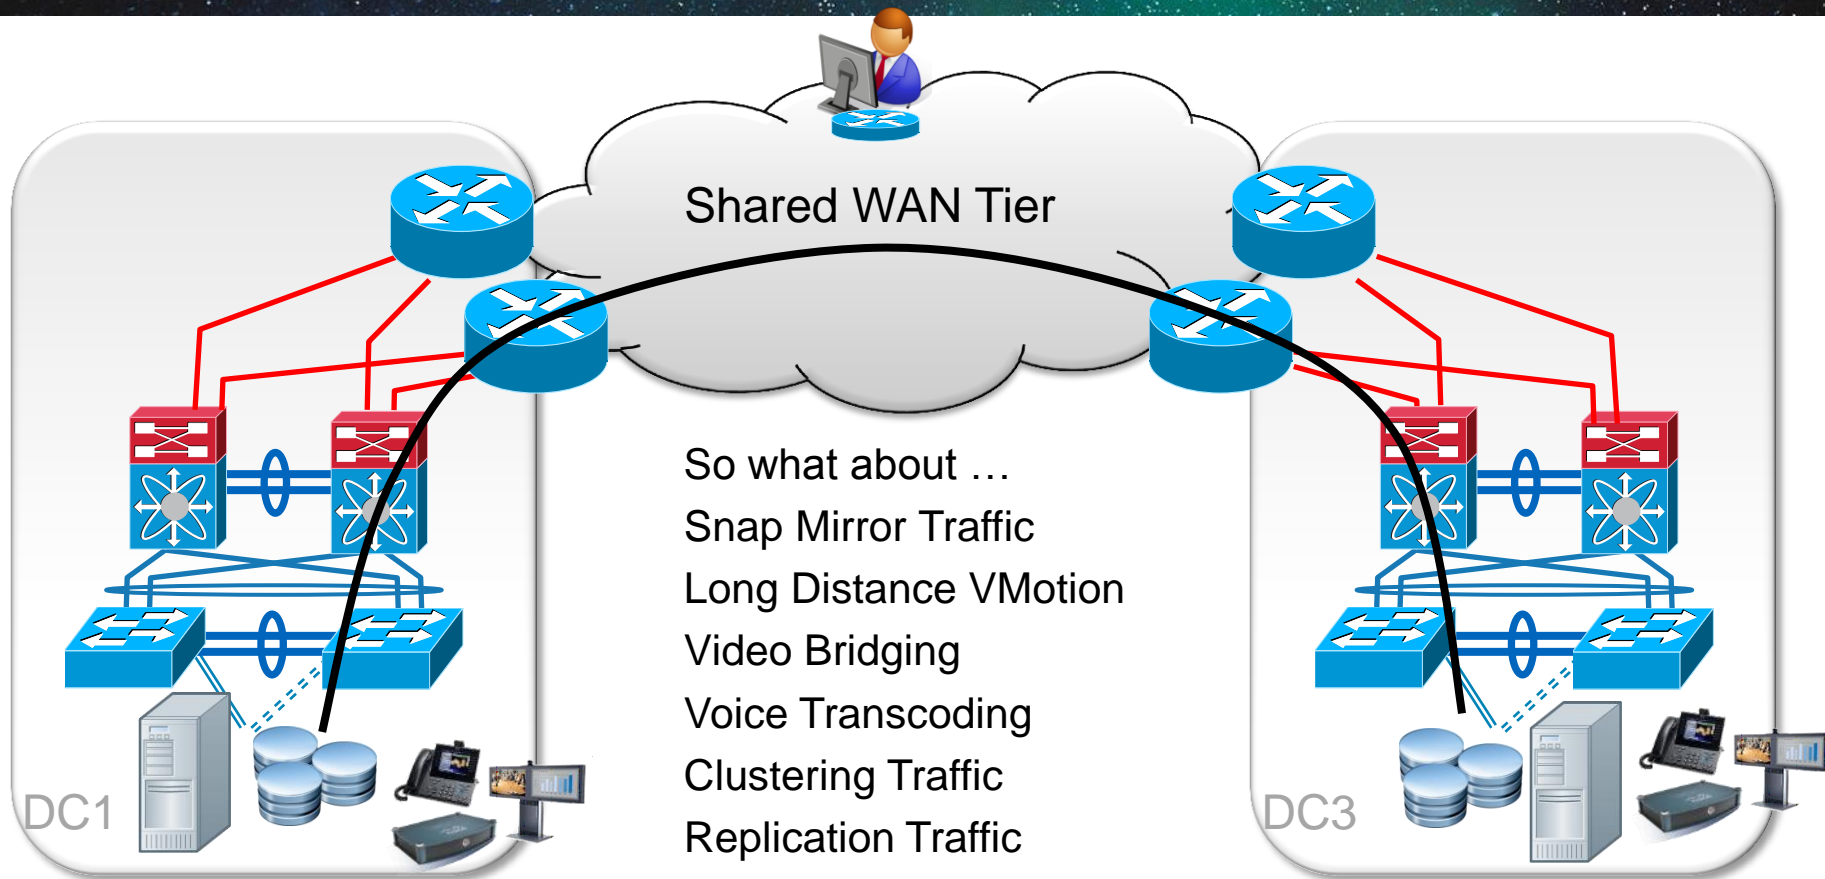 Shared WAN Tier
So what about …
Snap Mirror Traffic
Long Distance VMotion
Video Bridging
Voice Transcoding
Clustering Traffic
Replication Traffic
DC1
DC3